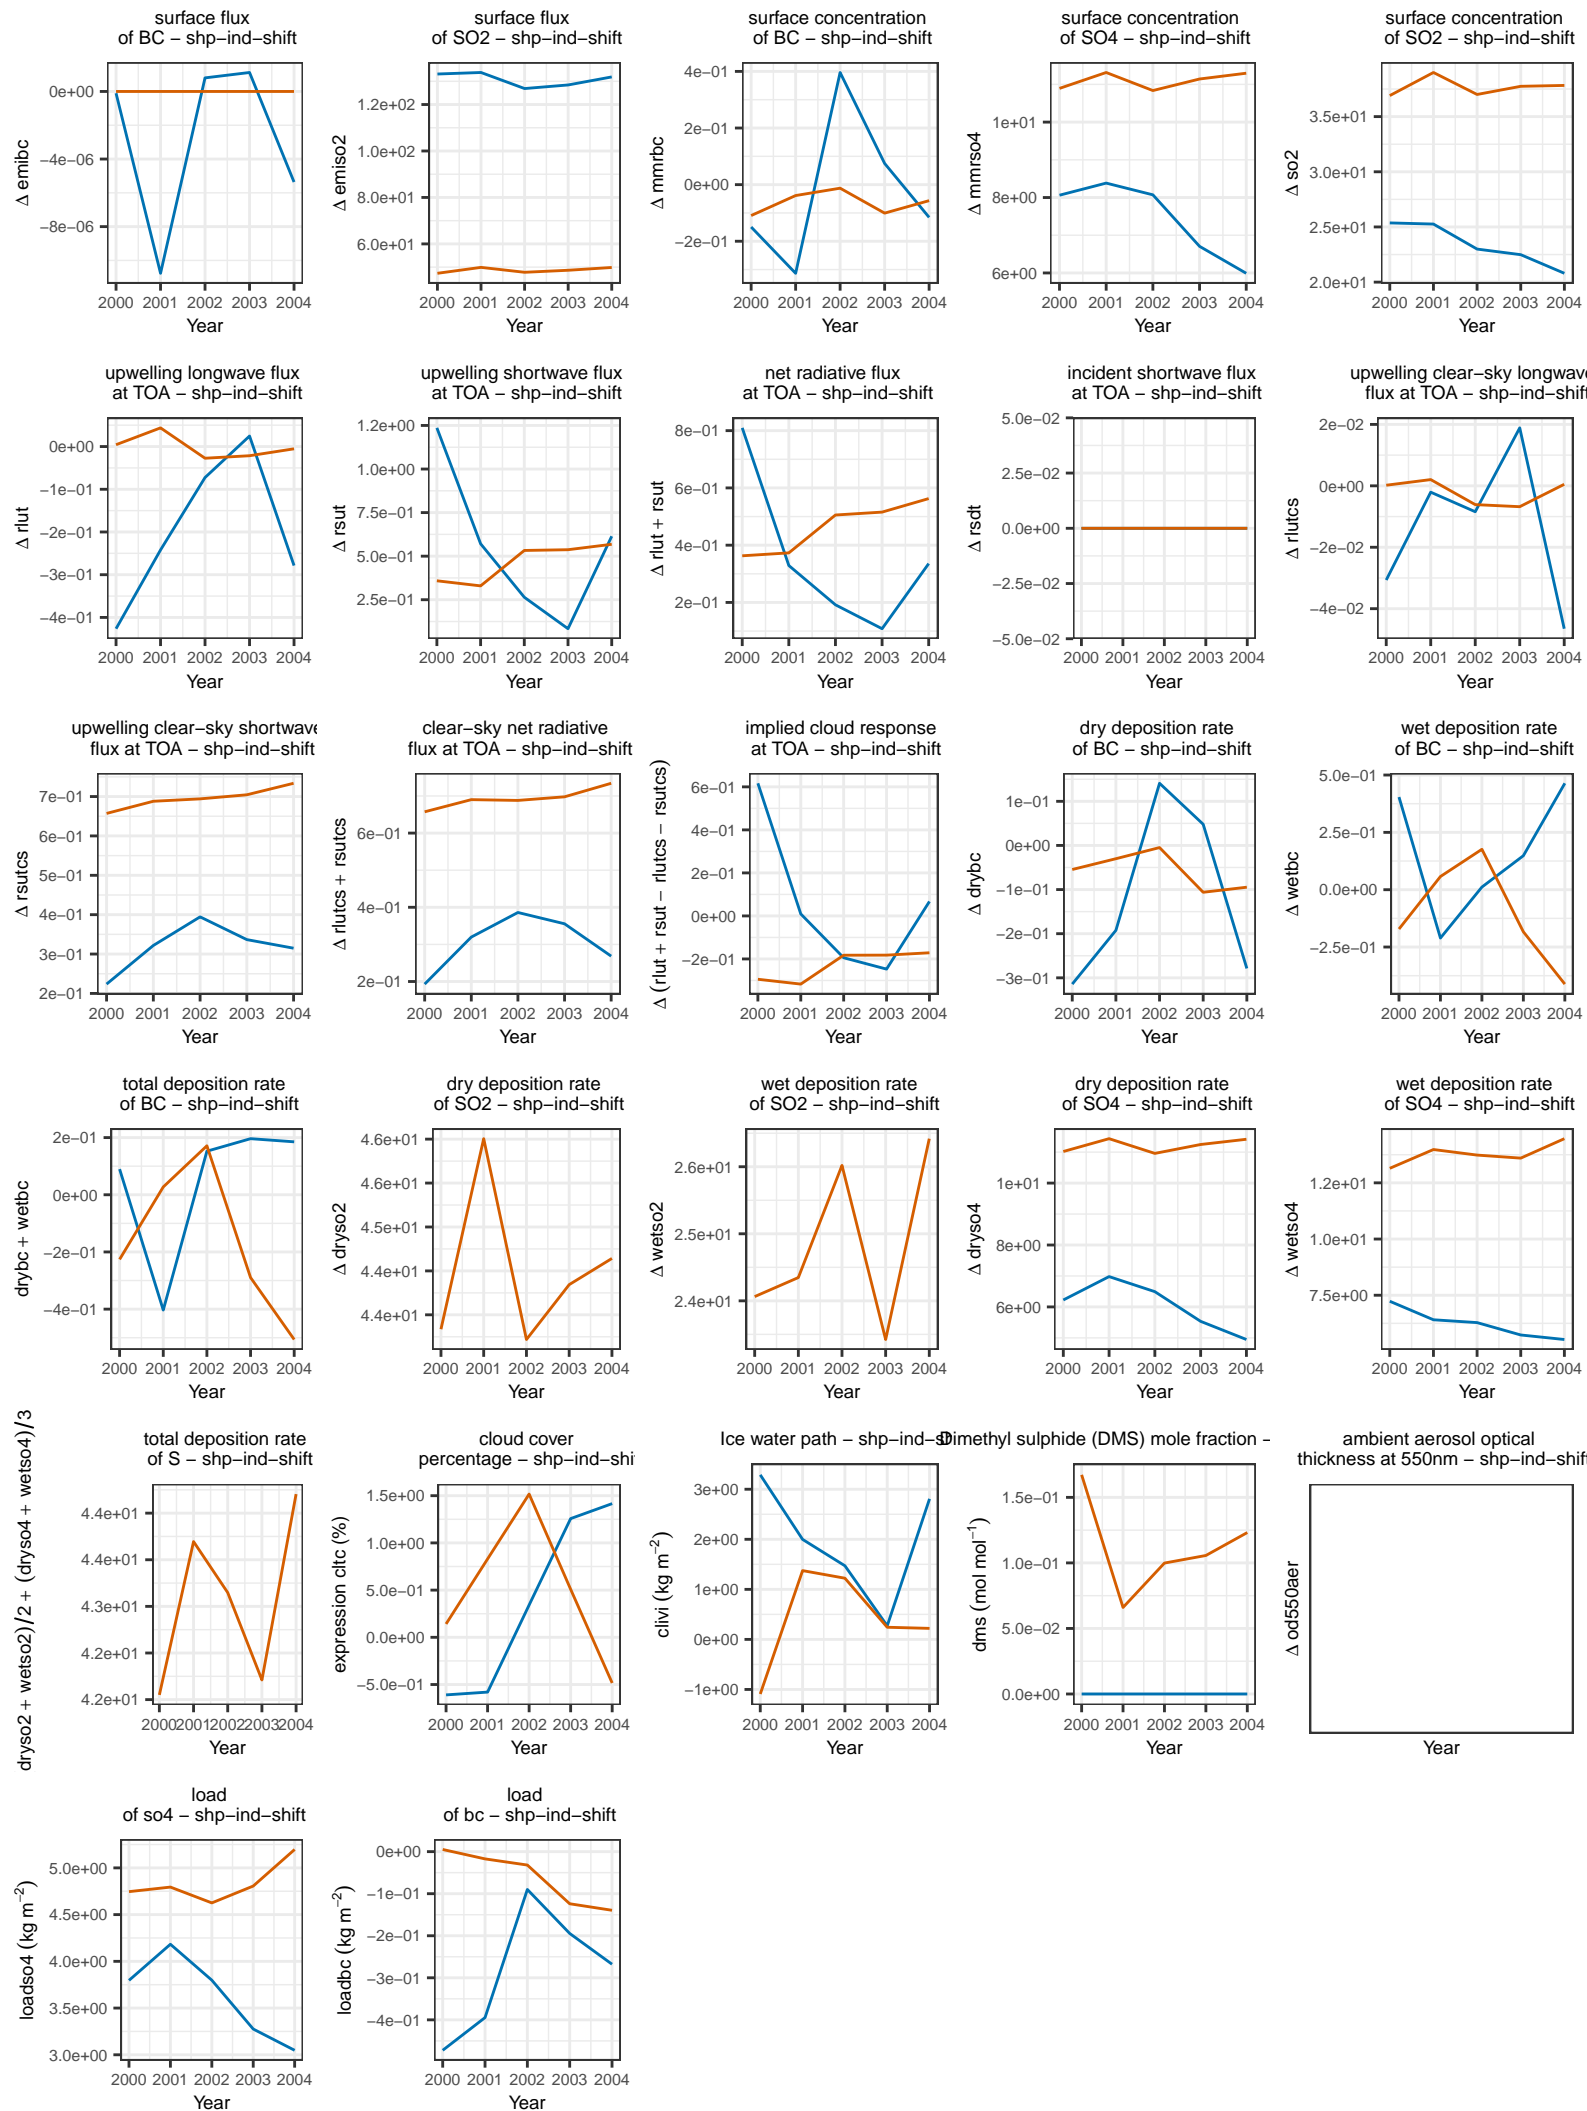 surface flux
of BC − shp−ind−shift
Δ emibc
0e+00
−4e−06
−8e−06
2000 2001 2002 2003 2004
Year
surface flux
of SO2 − shp−ind−shift
Δ emiso2
1.2e+02
1.0e+02
8.0e+01
6.0e+01
2000 2001 2002 2003 2004
Year
surface concentration
of BC − shp−ind−shift
Δ mmrbc
4e−01
2e−01
0e+00
−2e−01
2000 2001 2002 2003 2004
Year
surface concentration
of SO4 − shp−ind−shift
Δ mmrso4
1e+01
8e+00
6e+00
2000 2001 2002 2003 2004
Year
surface concentration
of SO2 − shp−ind−shift
Δ so2
3.5e+01
3.0e+01
2.5e+01
2.0e+01
2000 2001 2002 2003 2004
Year
upwelling longwave flux
at TOA − shp−ind−shift
Δ rlut
0e+00
−1e−01
−2e−01
−3e−01
−4e−01
2000 2001 2002 2003 2004
Year
upwelling shortwave flux
at TOA − shp−ind−shift
Δ rsut
1.2e+00
1.0e+00
7.5e−01
5.0e−01
2.5e−01
2000 2001 2002 2003 2004
Year
net radiative flux
at TOA − shp−ind−shift
Δ rlut + rsut
8e−01
6e−01
4e−01
2e−01
2000 2001 2002 2003 2004
Year
incident shortwave flux
at TOA − shp−ind−shift
Δ rsdt
5.0e−02
2.5e−02
0.0e+00
−2.5e−02
−5.0e−02
2000 2001 2002 2003 2004
Year
upwelling clear−sky longwave
flux at TOA − shp−ind−shift
Δ rlutcs
2e−02
0e+00
−2e−02
−4e−02
2000 2001 2002 2003 2004
Year
upwelling clear−sky shortwave
flux at TOA − shp−ind−shift
Δ rsutcs
7e−01
6e−01
5e−01
4e−01
3e−01
2e−01
2000 2001 2002 2003 2004
Year
clear−sky net radiative
flux at TOA − shp−ind−shift
Δ rlutcs + rsutcs
6e−01
4e−01
2e−01
2000 2001 2002 2003 2004
Year
implied cloud response
at TOA − shp−ind−shift
Δ (rlut + rsut − rlutcs − rsutcs)
6e−01
4e−01
2e−01
0e+00
−2e−01
2000 2001 2002 2003 2004
Year
dry deposition rate
of BC − shp−ind−shift
Δ drybc
1e−01
0e+00
−1e−01
−2e−01
−3e−01
2000 2001 2002 2003 2004
Year
wet deposition rate
of BC − shp−ind−shift
Δ wetbc
5.0e−01
2.5e−01
0.0e+00
−2.5e−01
2000 2001 2002 2003 2004
Year
total deposition rate
of BC − shp−ind−shift
drybc + wetbc
2e−01
0e+00
−2e−01
−4e−01
2000 2001 2002 2003 2004
Year
dry deposition rate
of SO2 − shp−ind−shift
Δ dryso2
4.6e+01
4.6e+01
4.5e+01
4.4e+01
4.4e+01
2000 2001 2002 2003 2004
Year
wet deposition rate
of SO2 − shp−ind−shift
Δ wetso2
2.6e+01
2.5e+01
2.4e+01
2000 2001 2002 2003 2004
Year
dry deposition rate
of SO4 − shp−ind−shift
Δ dryso4
1e+01
8e+00
6e+00
2000 2001 2002 2003 2004
Year
wet deposition rate
of SO4 − shp−ind−shift
Δ wetso4
1.2e+01
1.0e+01
7.5e+00
2000 2001 2002 2003 2004
Year
total deposition rate
of S − shp−ind−shift
dryso2 + wetso2)/2 + (dryso4 + wetso4)/3
4.4e+01
4.4e+01
4.3e+01
4.2e+01
4.2e+01
2000 2001 2002 2003 2004
Year
cloud cover
percentage − shp−ind−shi
expression cltc (%)
1.5e+00
1.0e+00
5.0e−01
0.0e+00
−5.0e−01
2000 2001 2002 2003 2004
Year
Ice water path − shp−ind−
clivi (kg m⁻²)
3e+00
2e+00
1e+00
0e+00
−1e+00
2000 2001 2002 2003 2004
Year
Dimethyl sulphide (DMS) mole fraction −
dms (mol mol⁻¹)
1.5e−01
1.0e−01
5.0e−02
0.0e+00
2000 2001 2002 2003 2004
Year
ambient aerosol optical
thickness at 550nm − shp−ind−shift
Δ od550aer
Year
load
of so4 − shp−ind−shift
loadso4 (kg m⁻²)
5.0e+00
4.5e+00
4.0e+00
3.5e+00
3.0e+00
2000 2001 2002 2003 2004
Year
load
of bc − shp−ind−shift
loadbc (kg m⁻²)
0e+00
−1e−01
−2e−01
−3e−01
−4e−01
2000 2001 2002 2003 2004
Year